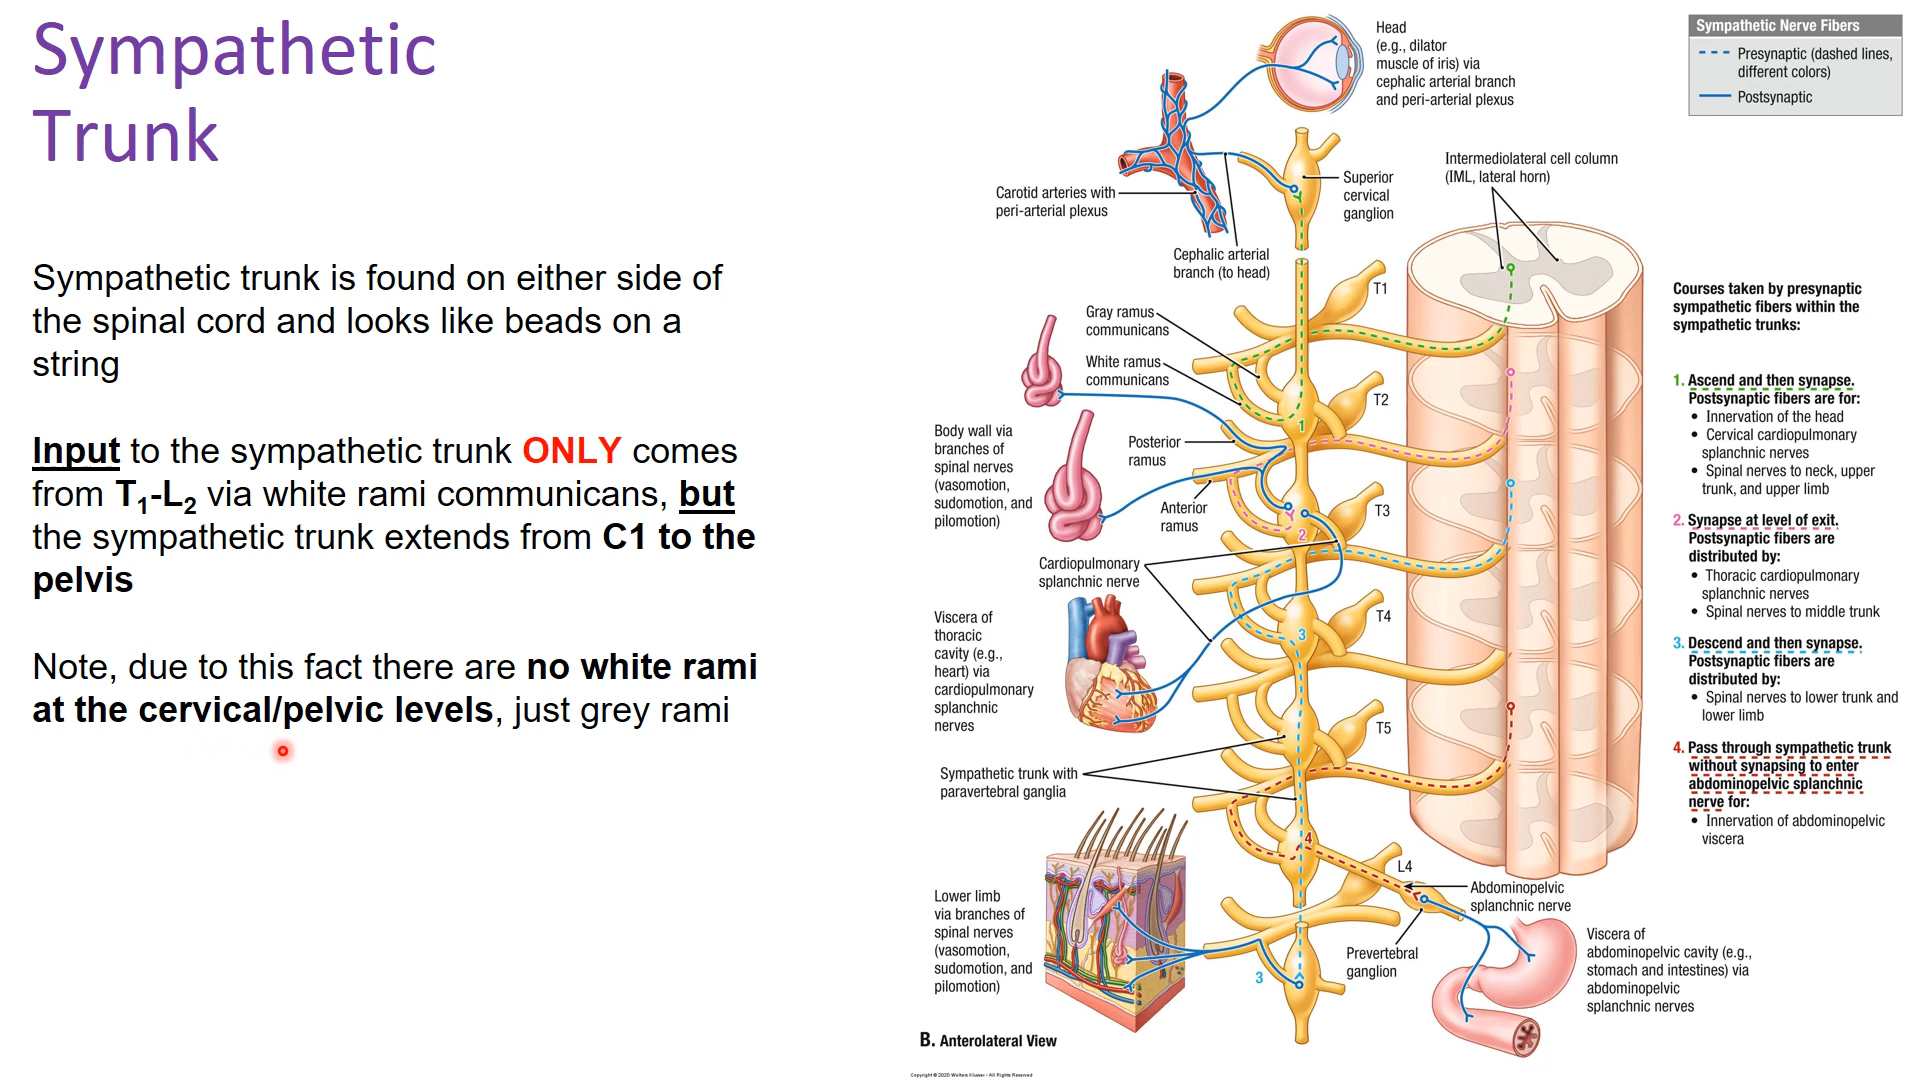 Sympathetic
Trunk
Sympathetic trunk is found on either side of
the spinal cord and looks like beads on a
string
Input to the sympathetic trunk ONLY comes
from T1-L2 via white rami communicans, but
the sympathetic trunk extends from C1 to the
pelvis
Note, due to this fact there are no white rami
at the cervical/pelvic levels, just grey rami
Head
(e.g., dilator
muscle of iris) via
cephalic arterial branch
and peri-arterial plexus
Sympathetic Nerve Fibers
Presynaptic (dashed lines,
different colors)
Postsynaptic
Carotid arteries with
peri-arterial plexus
Superior
cervical
ganglion
Intermediolateral cell column
(IML, lateral horn)
Cephalic arterial
branch (to head)
T1
Gray ramus
communicans
White ramus
communicans
T2
1
Body wall via
branches of
spinal nerves
(vasomotion,
sudomotion, and
pilomotion)
Posterior
ramus
Anterior
ramus
T3
2
Cardiopulmonary
splanchnic nerve
Viscera of
thoracic
cavity (e.g.,
heart) via
cardiopulmonary
splanchnic
nerves
T4
3
T5
Sympathetic trunk with
paravertebral ganglia
4
L4
Abdominopelvic
splanchnic nerve
Lower limb
via branches of
spinal nerves
(vasomotion,
sudomotion, and
pilomotion)
3
Prevertebral
ganglion
Viscera of
abdominopelvic cavity (e.g.,
stomach and intestines) via
abdominopelvic
splanchnic nerves
Courses taken by presynaptic
sympathetic fibers within the
sympathetic trunks:
1. Ascend and then synapse.
Postsynaptic fibers are for:
• Innervation of the head
• Cervical cardiopulmonary
splanchnic nerves
• Spinal nerves to neck, upper
trunk, and upper limb
2. Synapse at level of exit.
Postsynaptic fibers are
distributed by:
• Thoracic cardiopulmonary
splanchnic nerves
• Spinal nerves to middle trunk
3. Descend and then synapse.
Postsynaptic fibers are
distributed by:
• Spinal nerves to lower trunk and
lower limb
4. Pass through sympathetic trunk
without synapsing to enter
abdominopelvic splanchnic
nerve for:
• Innervation of abdominopelvic
viscera
B. Anterolateral View
Copyright © 2020 Wolters Kluwer - All Rights Reserved